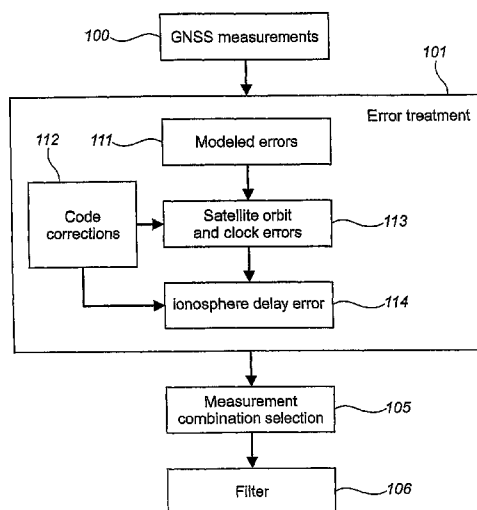 100
GNSS measurements
101
Error treatment
112
111
Modeled errors
Code
corrections
Satellite orbit
and clock errors
113
ionosphere delay error
114
Measurement
combination selection
105
Filter
106